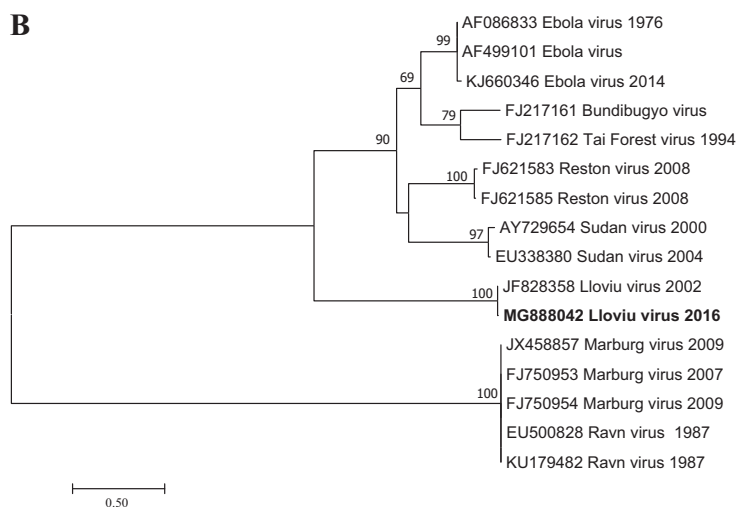 B
AF086833 Ebola virus 1976
99
AF499101 Ebola virus
KJ660346 Ebola virus 2014
69
FJ217161 Bundibugyo virus
79
FJ217162 Tai Forest virus 1994
90
FJ621583 Reston virus 2008
100
FJ621585 Reston virus 2008
AY729654 Sudan virus 2000
97
EU338380 Sudan virus 2004
JF828358 Lloviu virus 2002
100
MG888042 Lloviu virus 2016
JX458857 Marburg virus 2009
FJ750953 Marburg virus 2007
100
FJ750954 Marburg virus 2009
EU500828 Ravn virus 1987
KU179482 Ravn virus 1987
0.50